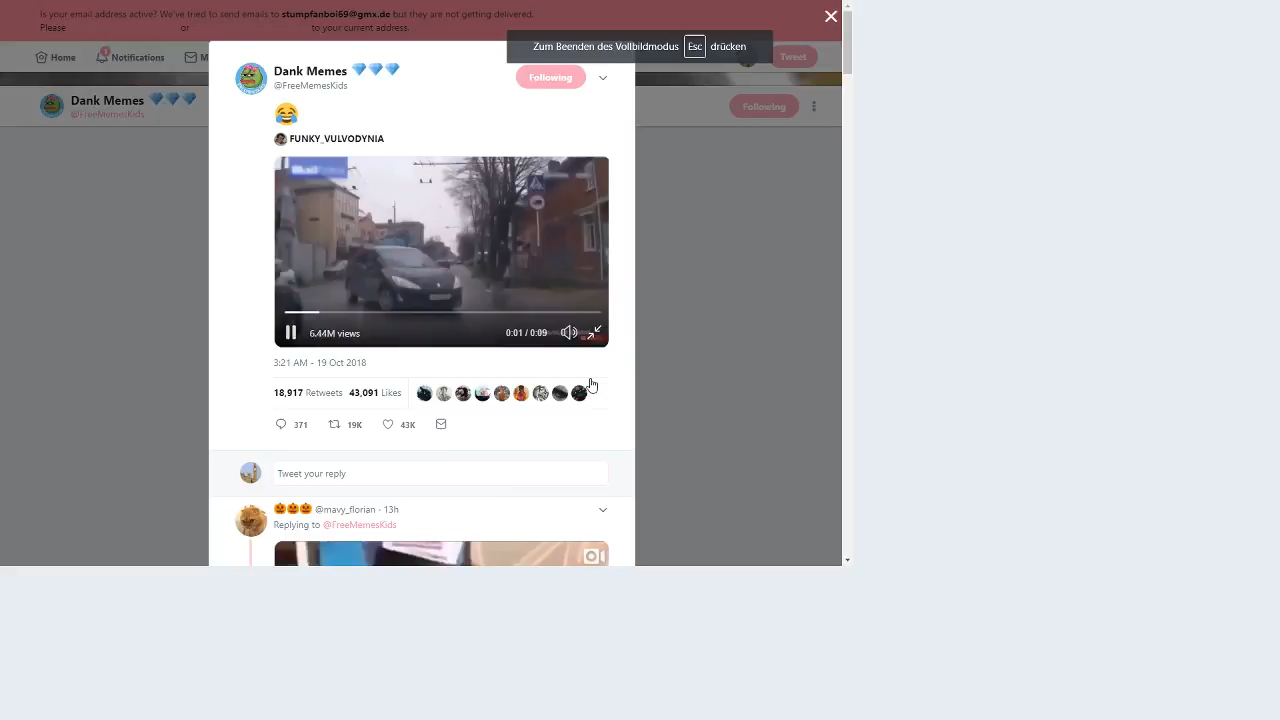 Is your email address active? We've tried to send emails to stumpfanboi69@gmx.de but they are not getting delivered.
Please or to your current address.
Zum Beenden des Vollbildmodus Esc drücken
Home
1
Notifications
M
Tweet
Dank Memes 💎💎💎
@FreeMemesKids
Following
Dank Memes 💎💎💎
@FreeMemesKids
Following
😂
FUNKY_VULVODYNIA
6.44M views
0:01 / 0:09
3:21 AM - 19 Oct 2018
18,917 Retweets 43,091 Likes
371 19K 43K
Tweet your reply
🎃🎃🎃 @mavy_florian - 13h
Replying to @FreeMemesKids